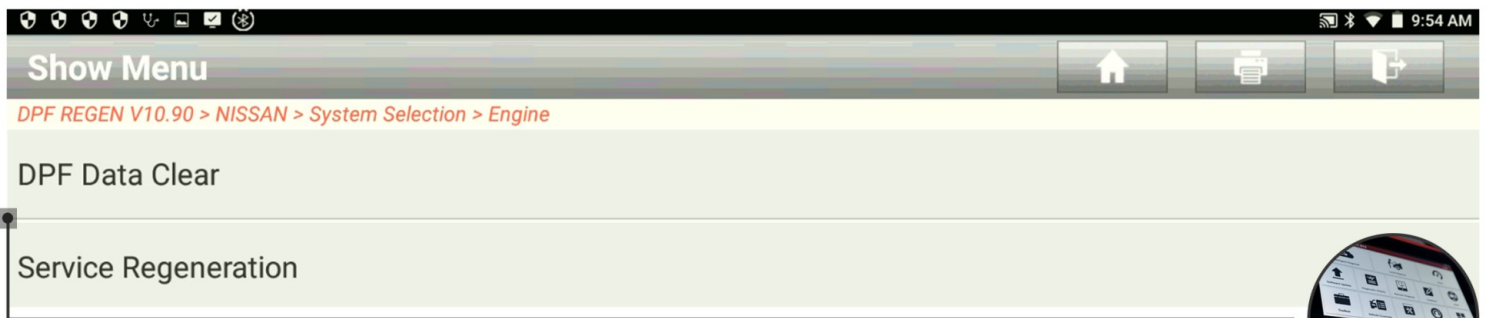 9:54 AM
Show Menu
DPF REGEN V10.90 > NISSAN > System Selection > Engine
DPF Data Clear
Service Regeneration